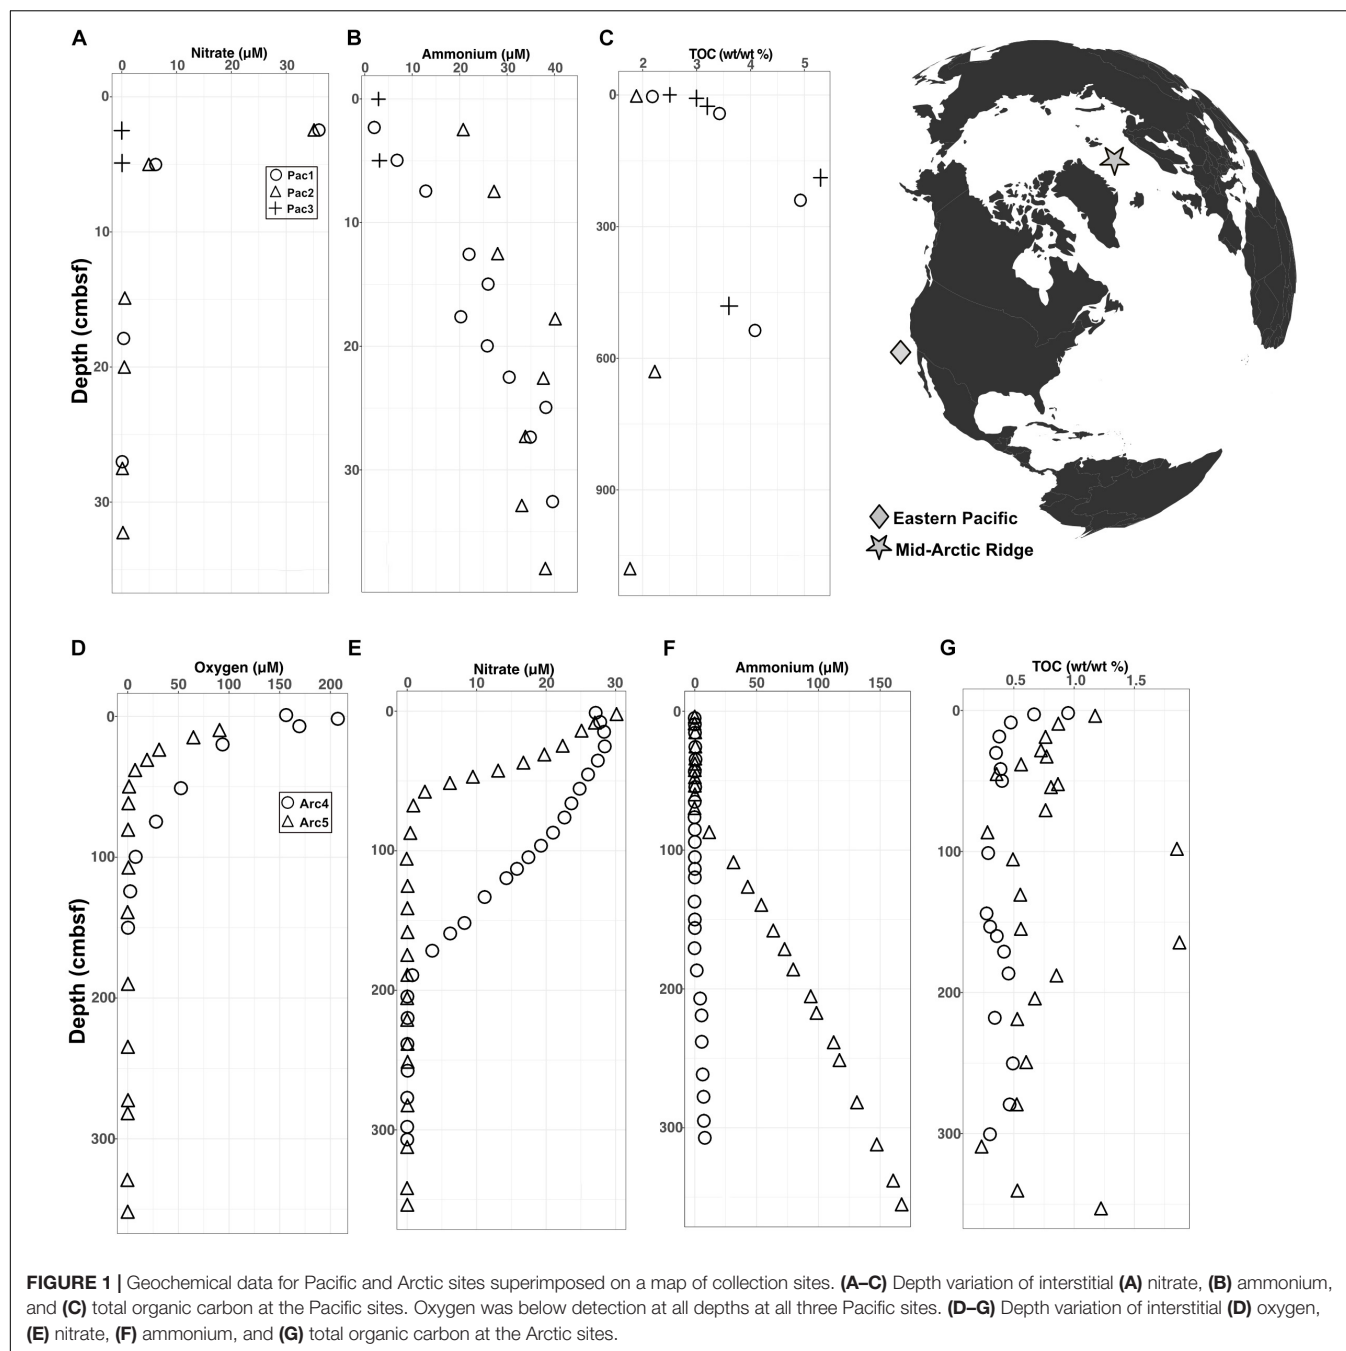 A
Nitrate (µM)
0 10 20 30
0
10
20
30
Pac1
Pac2
Pac3
Depth (cmbsf)
B
Ammonium (µM)
0 10 20 30 40
0
10
20
30
C
TOC (wt/wt %)
2 3 4 5
0
300
600
900
Eastern Pacific
Mid-Arctic Ridge
D
Oxygen (µM)
0 50 100 150 200
0
100
200
300
Arc4
Arc5
Depth (cmbsf)
E
Nitrate (µM)
0 10 20 30
0
100
200
300
F
Ammonium (µM)
0 50 100 150
0
100
200
300
G
TOC (wt/wt %)
0.5 1.0 1.5
0
100
200
300
FIGURE 1 | Geochemical data for Pacific and Arctic sites superimposed on a map of collection sites. (A–C) Depth variation of interstitial (A) nitrate, (B) ammonium,
and (C) total organic carbon at the Pacific sites. Oxygen was below detection at all depths at all three Pacific sites. (D–G) Depth variation of interstitial (D) oxygen,
(E) nitrate, (F) ammonium, and (G) total organic carbon at the Arctic sites.